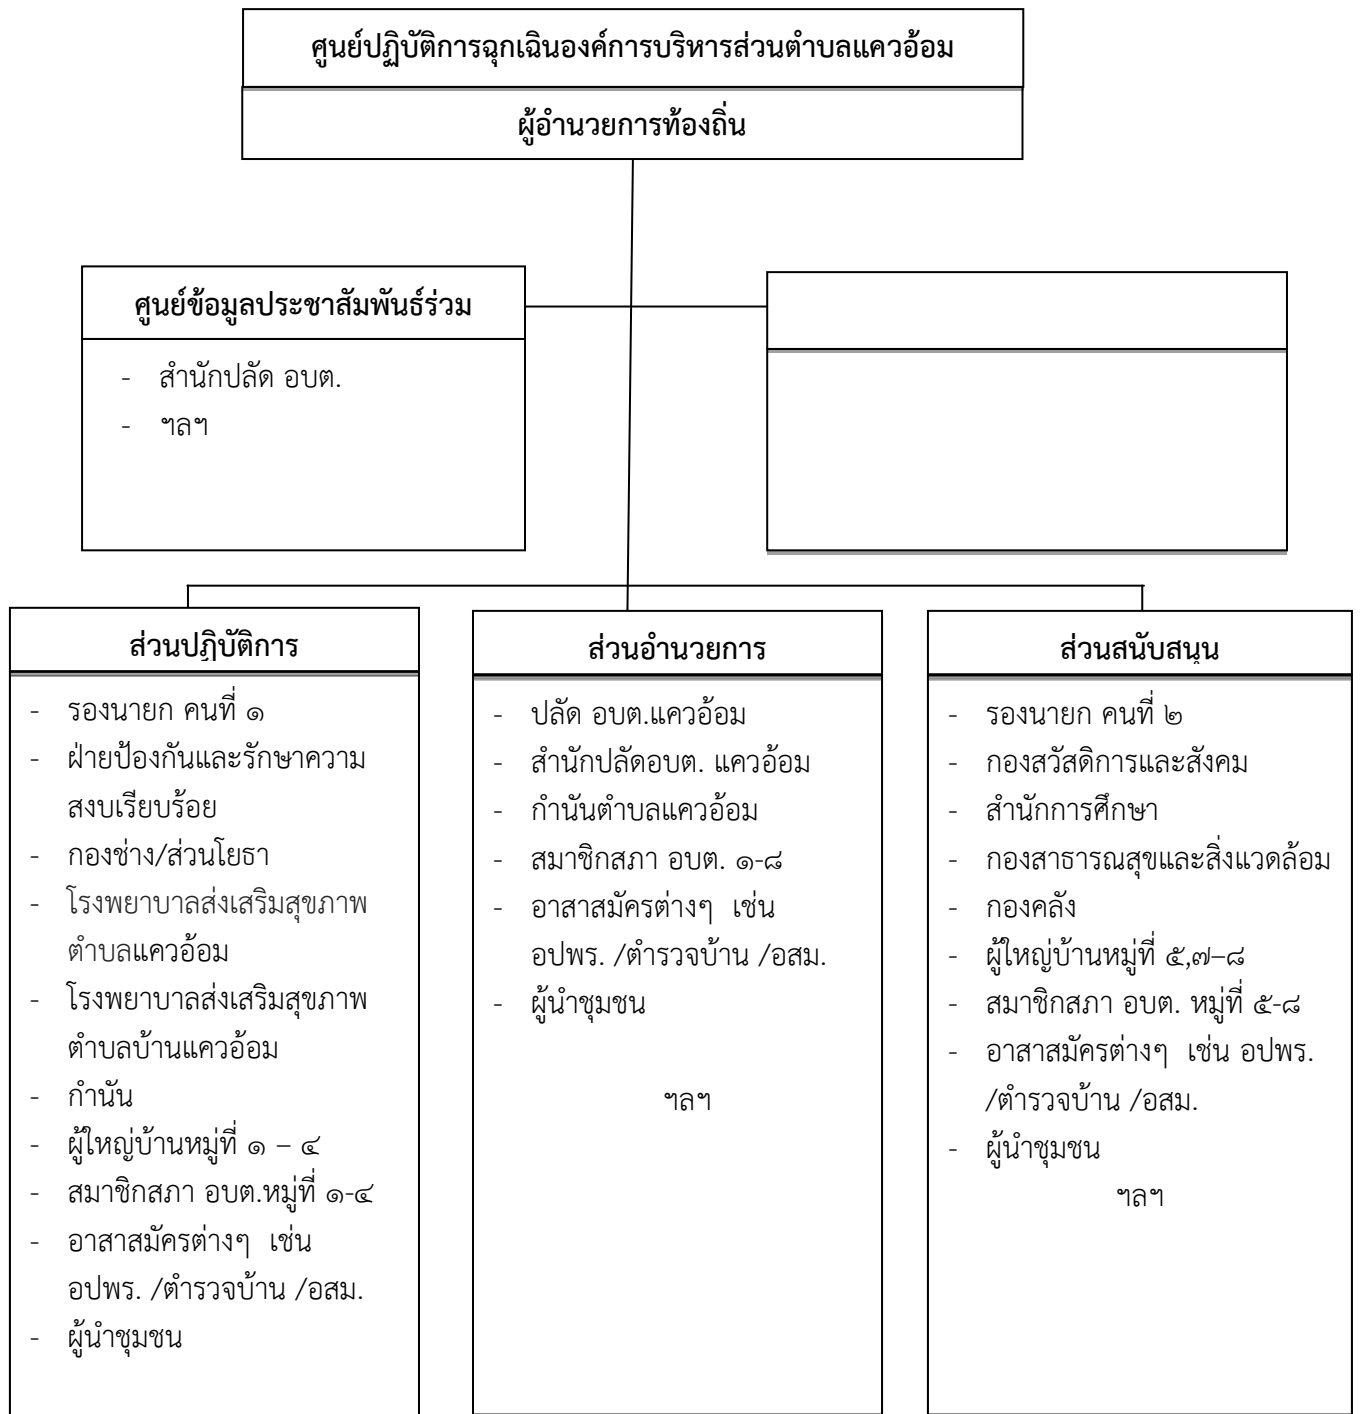 ศูนย์ปฏิบัติการฉุกเฉินองค์การบริหารส่วนตำบลแควอ้อม
ผู้อำนวยการท้องถิ่น
ศูนย์ข้อมูลประชาสัมพันธ์ร่วม
- สำนักปลัด อบต.
- ฯลฯ
ส่วนปฏิบัติการ
- รองนายก คนที่ ๑
- ฝ่ายป้องกันและรักษาความ
สงบเรียบร้อย
- กองช่าง/ส่วนโยธา
- โรงพยาบาลส่งเสริมสุขภาพ
ตำบลแควอ้อม
- โรงพยาบาลส่งเสริมสุขภาพ
ตำบลบ้านแควอ้อม
- กำนัน
- ผู้ใหญ่บ้านหมู่ที่ ๑ – ๔
- สมาชิกสภา อบต.หมู่ที่ ๑-๔
- อาสาสมัครต่างๆ เช่น
อปพร. /ตำรวจบ้าน /อสม.
- ผู้นำชุมชน
ส่วนอำนวยการ
- ปลัด อบต.แควอ้อม
- สำนักปลัดอบต. แควอ้อม
- กำนันตำบลแควอ้อม
- สมาชิกสภา อบต. ๑-๘
- อาสาสมัครต่างๆ เช่น
อปพร. /ตำรวจบ้าน /อสม.
- ผู้นำชุมชน
ฯลฯ
ส่วนสนับสนุน
- รองนายก คนที่ ๒
- กองสวัสดิการและสังคม
- สำนักการศึกษา
- กองสาธารณสุขและสิ่งแวดล้อม
- กองคลัง
- ผู้ใหญ่บ้านหมู่ที่ ๕,๗–๘
- สมาชิกสภา อบต. หมู่ที่ ๕-๘
- อาสาสมัครต่างๆ เช่น อปพร.
/ตำรวจบ้าน /อสม.
- ผู้นำชุมชน
ฯลฯ